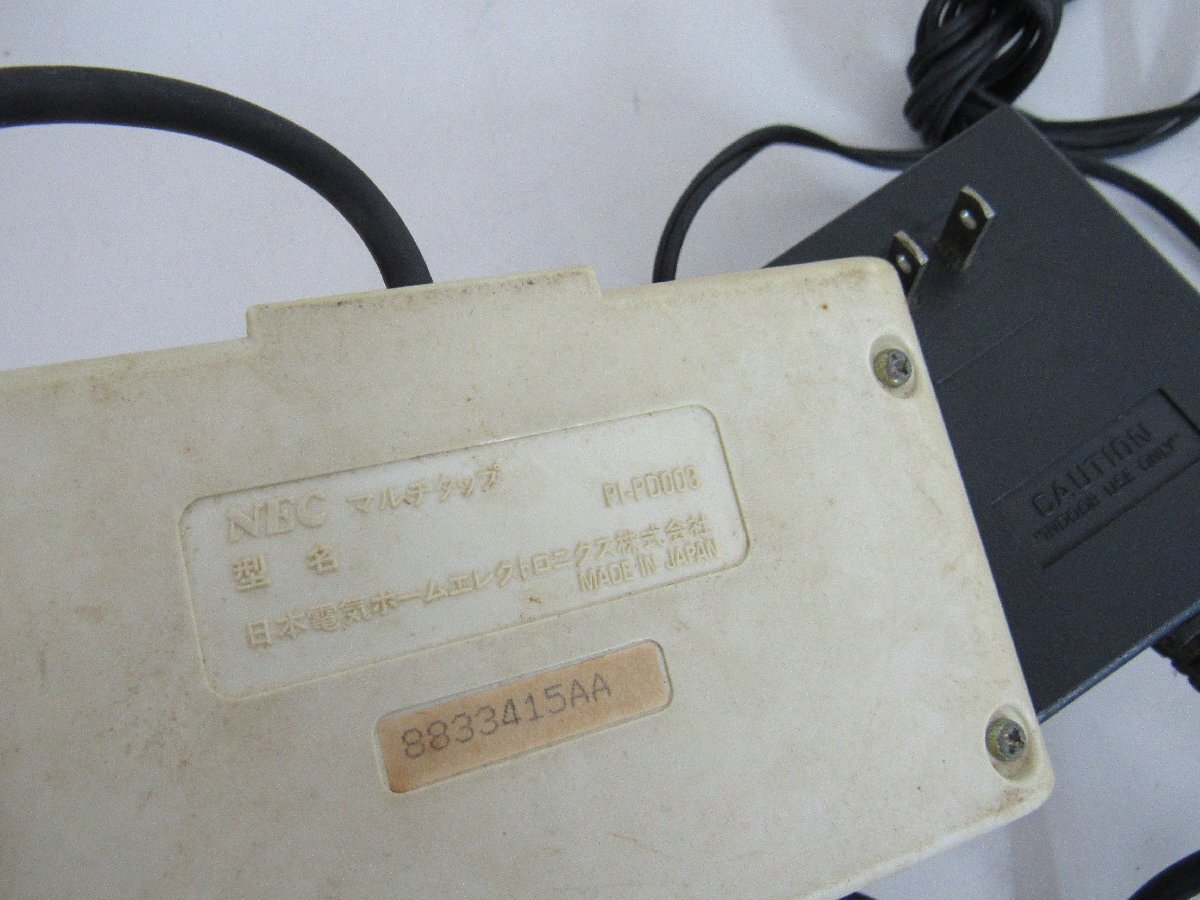 NEC マルチタップ
型 名 PI-PD003
日本電気ホームエレクトロニクス株式会社
MADE IN JAPAN
8833415AA
CAUTION
"INDOOR USE ONLY"